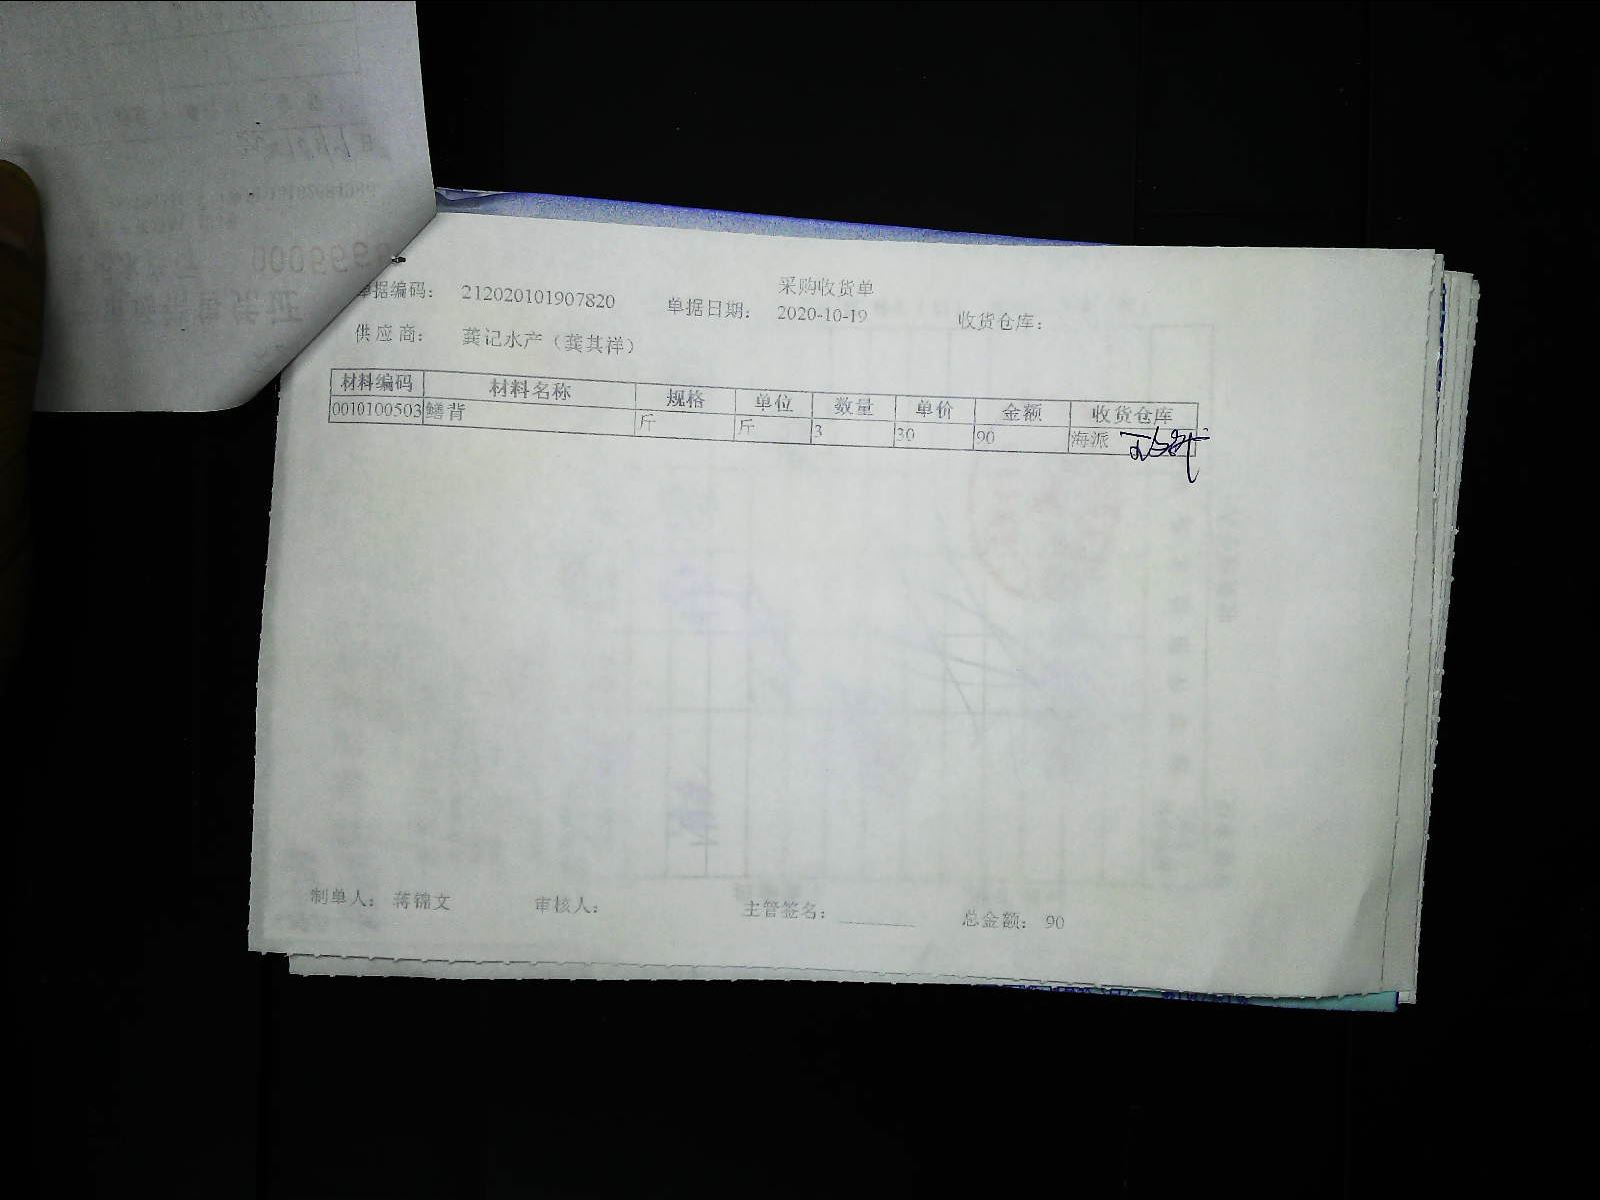 采购收货单
单据编码： 212020101907820 单据日期： 2020-10-19 收货仓库：
供应商： 龚记水产（龚其祥）
材料编码 材料名称 规格 单位 数量 单价 金额 收货仓库
0010100503 鳝背 斤 斤 3 30 90 海派
制单人： 蒋锦文 审核人： 主管签名： 总金额： 90